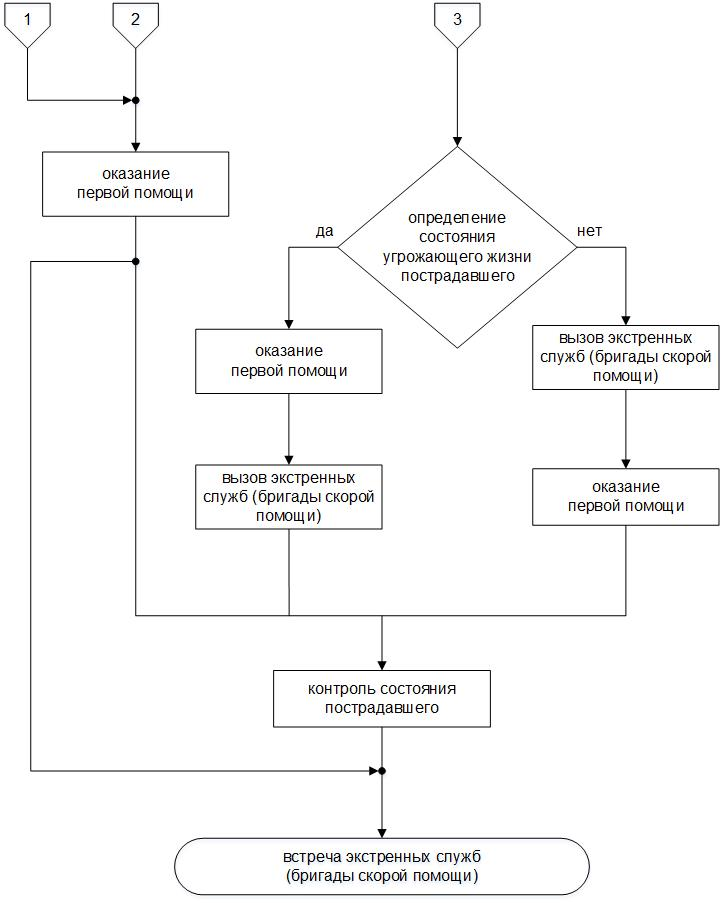 1
2
3
оказание
первой помощи
определение
состояния
угрожающего жизни
пострадавшего
да
нет
оказание
первой помощи
вызов экстренных
служб (бригады скорой
помощи)
вызов экстренных
служб (бригады скорой
помощи)
оказание
первой помощи
контроль состояния
пострадавшего
встреча экстренных служб
(бригады скорой помощи)